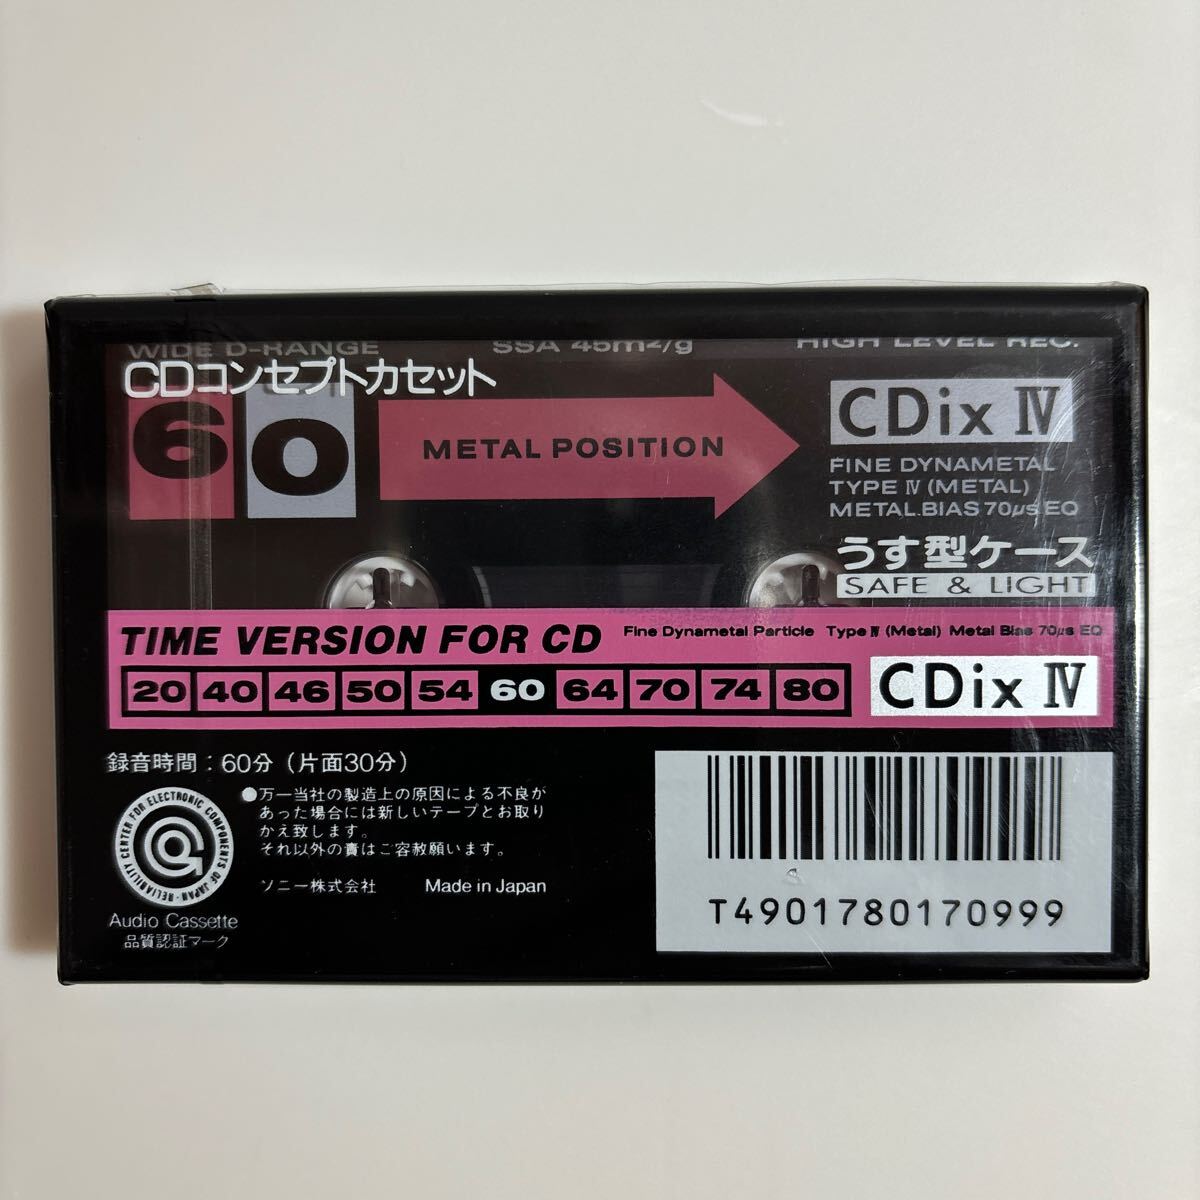 WIDE D-RANGE SSA 45m²/g HIGH LEVEL REC.
CDコンセプトカセット
60
METAL POSITION
CDix Ⅳ
FINE DYNAMETAL
TYPE Ⅳ (METAL)
METAL.BIAS 70μs EQ
うす型ケース
SAFE & LIGHT
TIME VERSION FOR CD Fine Dynametal Particle Type Ⅳ (Metal) Metal Bias 70μs EQ
20 40 46 50 54 60 64 70 74 80 CDix Ⅳ
録音時間：60分（片面30分）
●万一当社の製造上の原因による不良が
あった場合には新しいテープとお取り
かえ致します。
それ以外の責はご容赦願います。
ソニー株式会社 Made in Japan
RELIABILITY CENTER FOR ELECTRONIC COMPONENTS OF JAPAN
Audio Cassette
品質認証マーク
T4901780170999